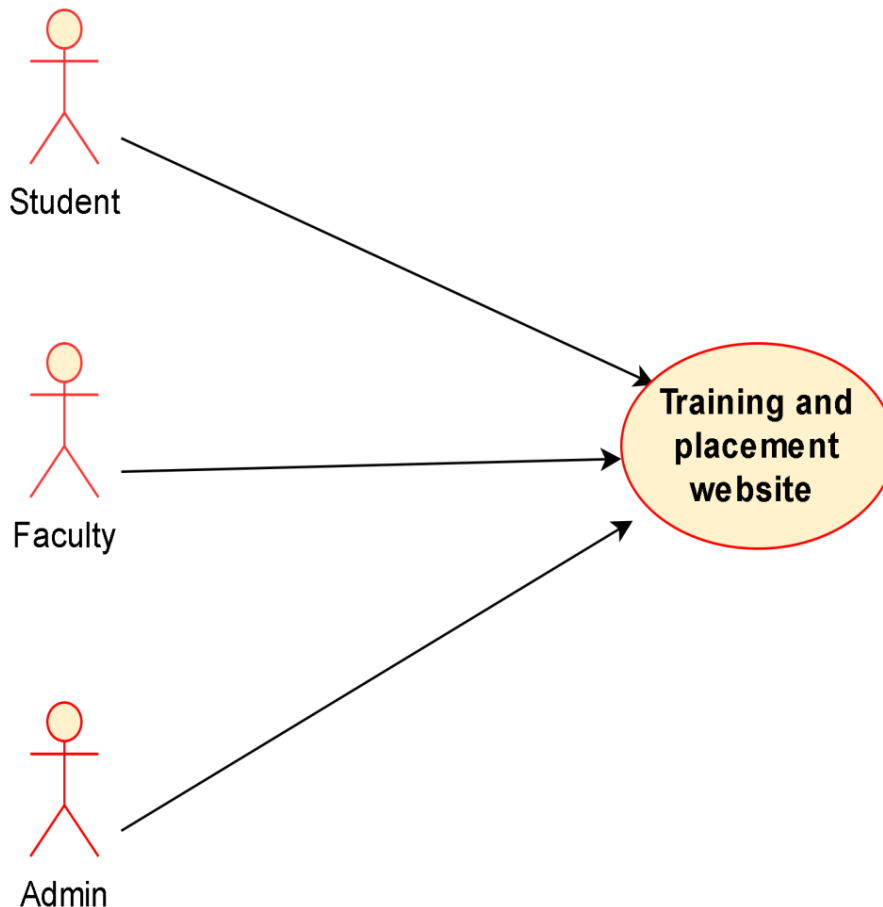 Student
Training and
placement
website
Faculty
Admin